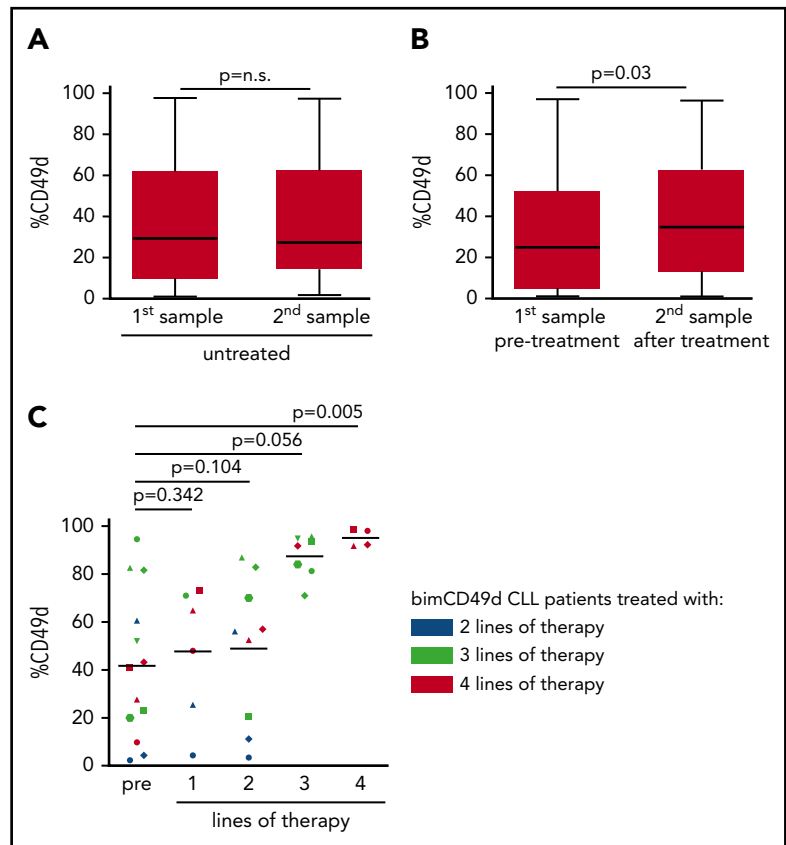 A
p=n.s.
%CD49d
100
80
60
40
20
0
1st sample
2nd sample
untreated
B
p=0.03
%CD49d
100
80
60
40
20
0
1st sample
pre-treatment
2nd sample
after treatment
C
p=0.005
p=0.056
p=0.104
p=0.342
%CD49d
100
80
60
40
20
0
pre 1 2 3 4
lines of therapy
bimCD49d CLL patients treated with:
2 lines of therapy
3 lines of therapy
4 lines of therapy